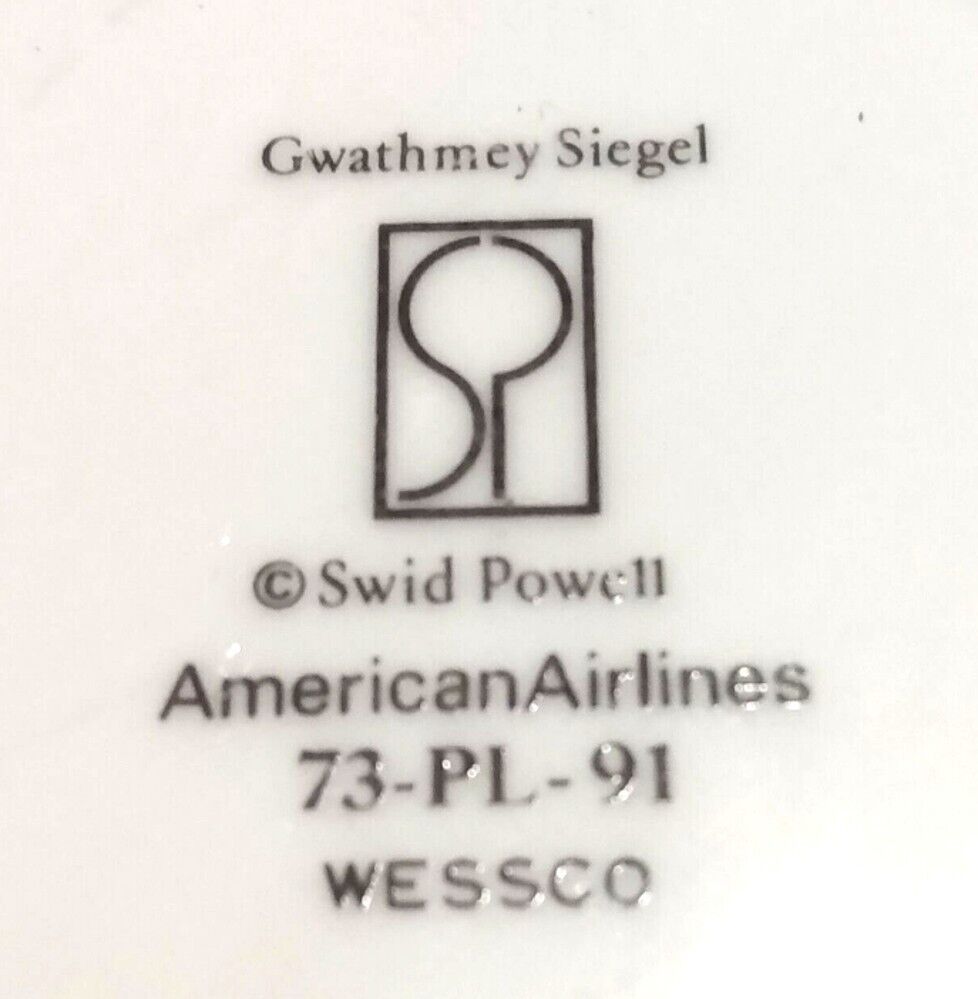 Gwathmey Siegel
SP
© Swid Powell
AmericanAirlines
73-PL-91
WESSCO